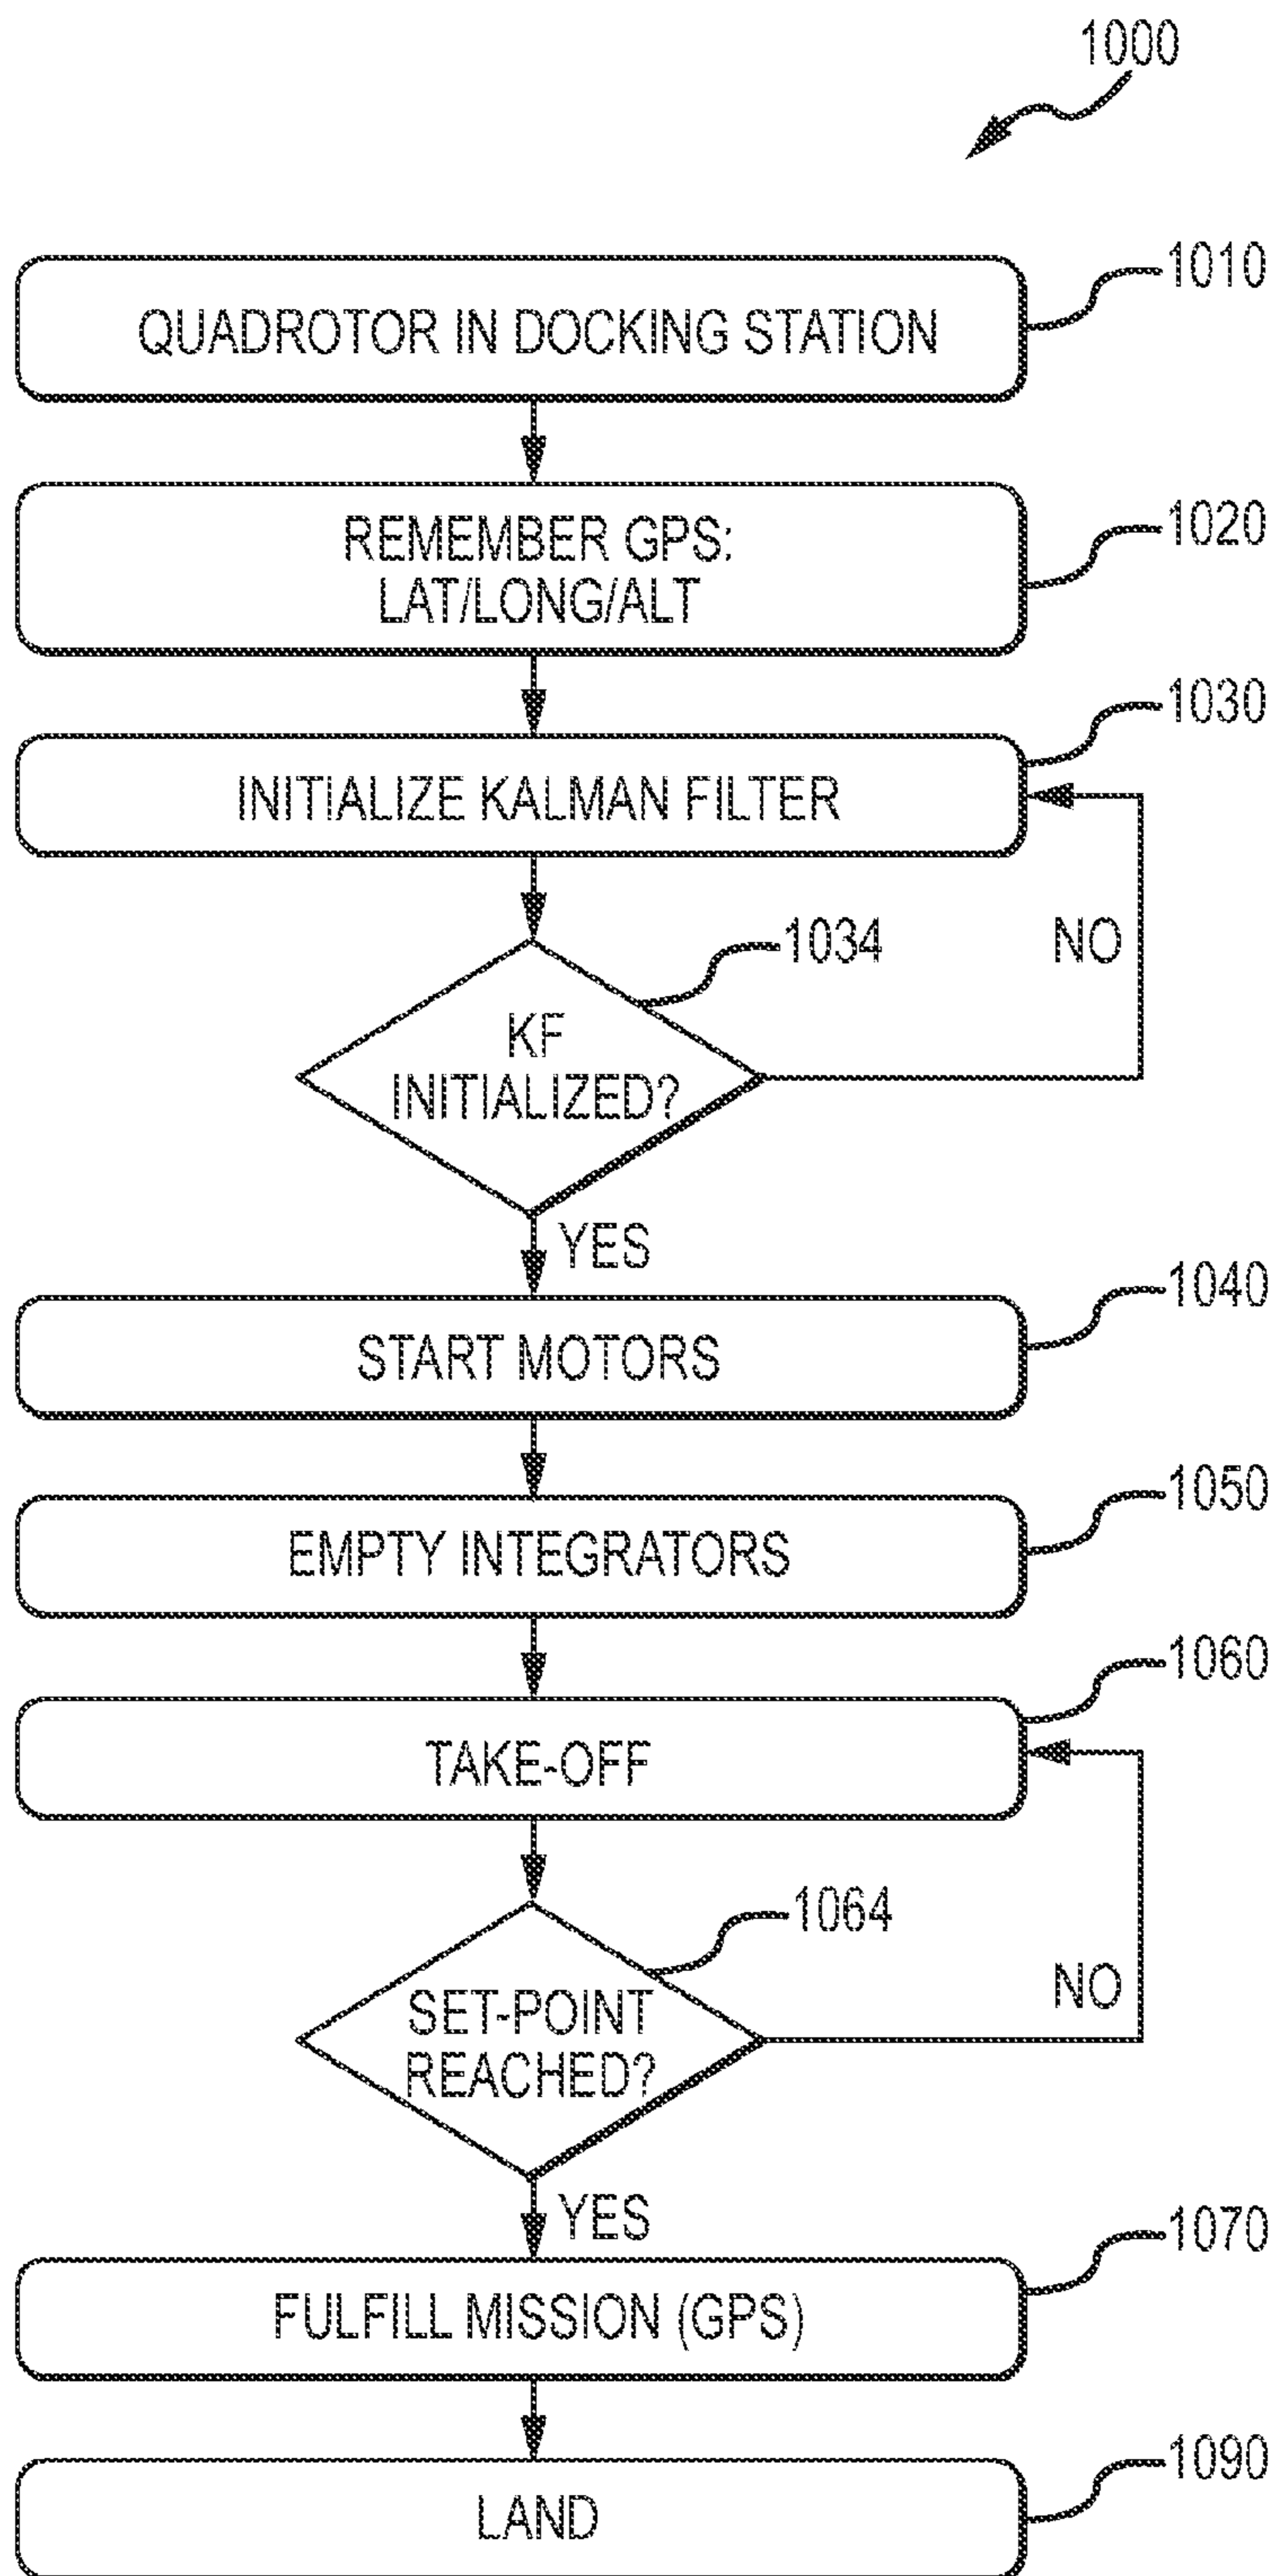 1000
QUADROTOR IN DOCKING STATION
1010
REMEMBER GPS:
LAT/LONG/ALT
1020
INITIALIZE KALMAN FILTER
1030
KF
INITIALIZED?
1034
NO
YES
START MOTORS
1040
EMPTY INTEGRATORS
1050
TAKE-OFF
1060
SET-POINT
REACHED?
1064
NO
YES
FULFILL MISSION (GPS)
1070
LAND
1090